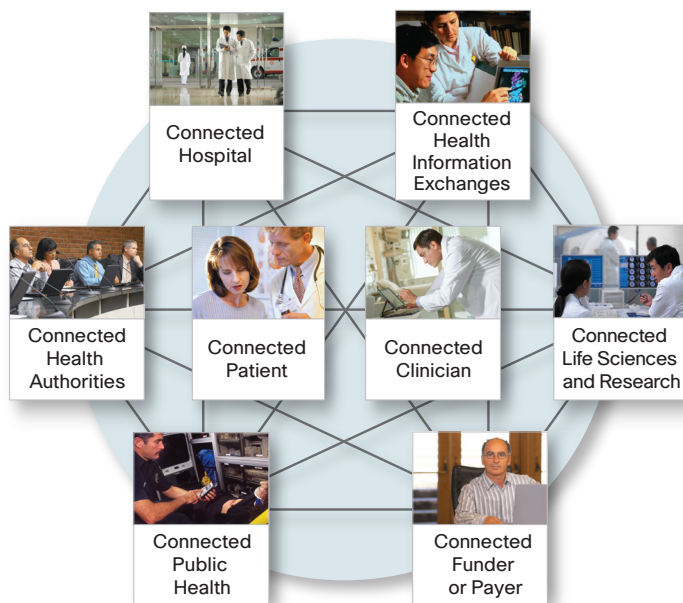 Connected
Hospital
Connected
Health
Information
Exchanges
Connected
Health
Authorities
Connected
Patient
Connected
Clinician
Connected
Life Sciences
and Research
Connected
Public
Health
Connected
Funder
or Payer